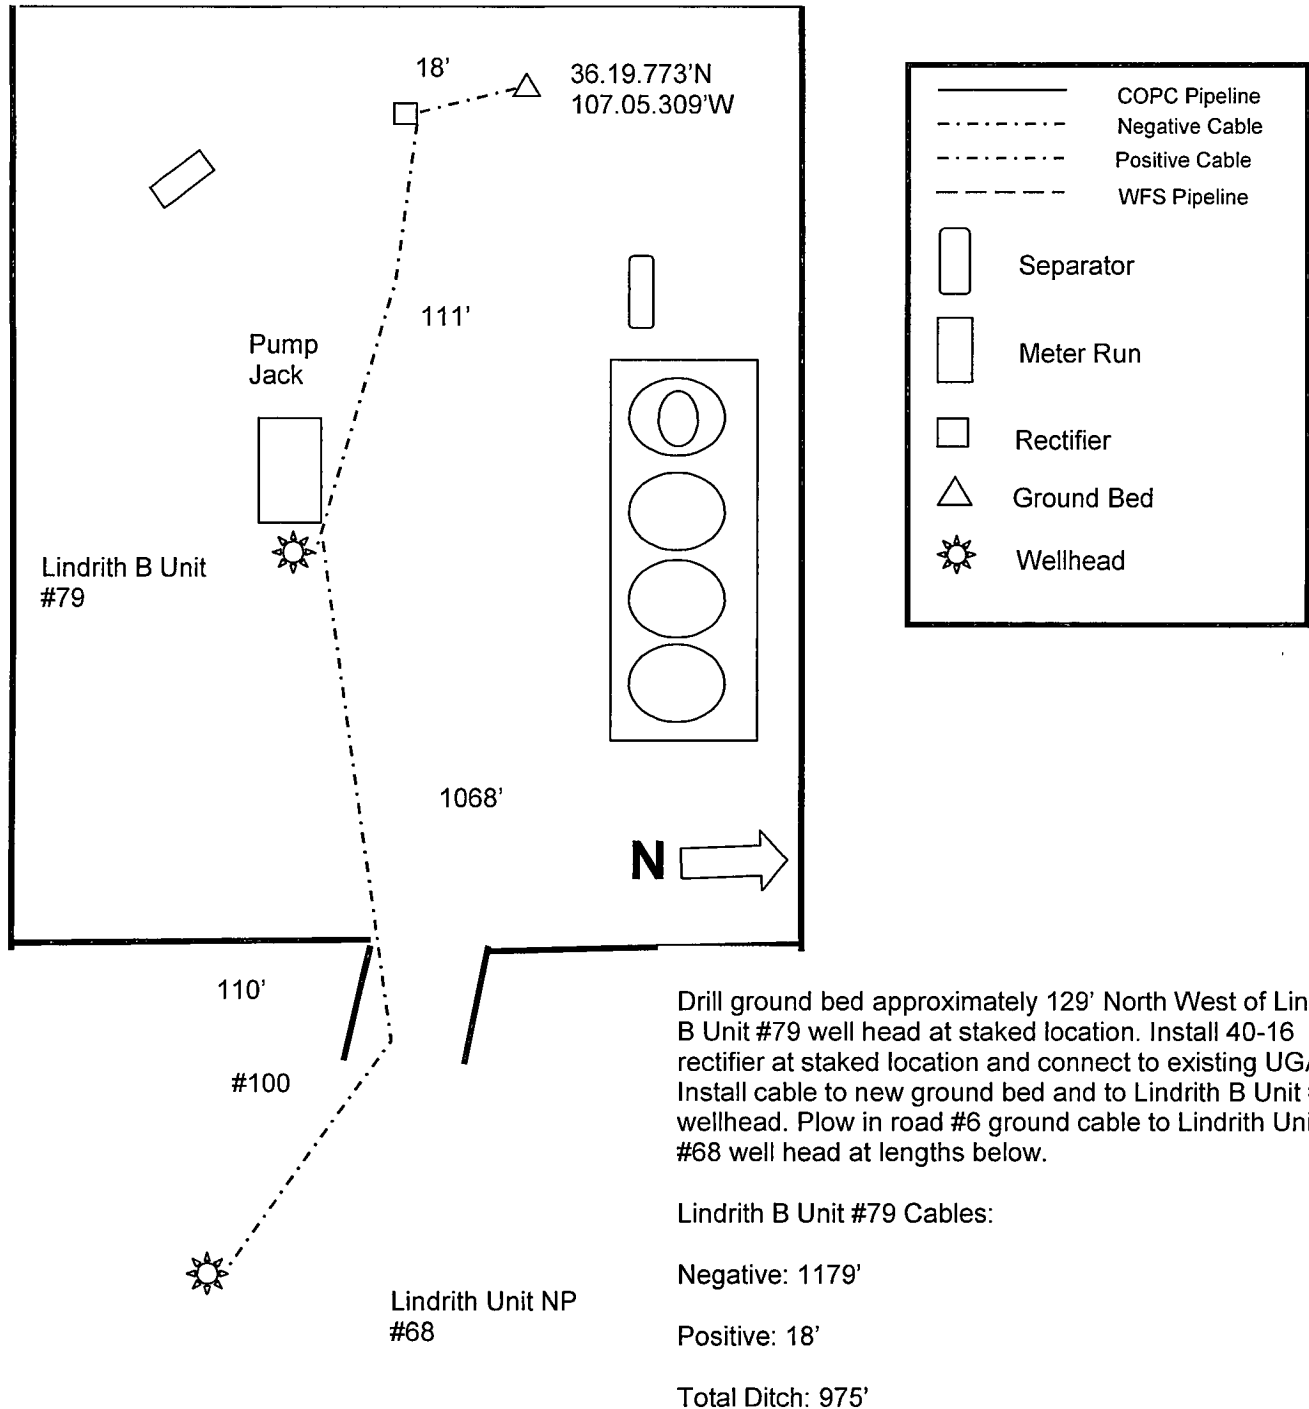 18'
36.19.773'N
107.05.309'W
COPC Pipeline
Negative Cable
Positive Cable
WFS Pipeline
Separator
Meter Run
Rectifier
Ground Bed
Wellhead
111'
Pump
Jack
Lindrith B Unit
#79
1068'
N
110'
#100
Lindrith Unit NP
#68
Drill ground bed approximately 129' North West of
B Unit #79 well head at staked location. Install 40-16
rectifier at staked location and connect to existing
Install cable to new ground bed and to Lindrith B Unit
wellhead. Plow in road #6 ground cable to Lindrith
#68 well head at lengths below.
Lindrith B Unit #79 Cables:
Negative: 1179'
Positive: 18'
Total Ditch: 975'